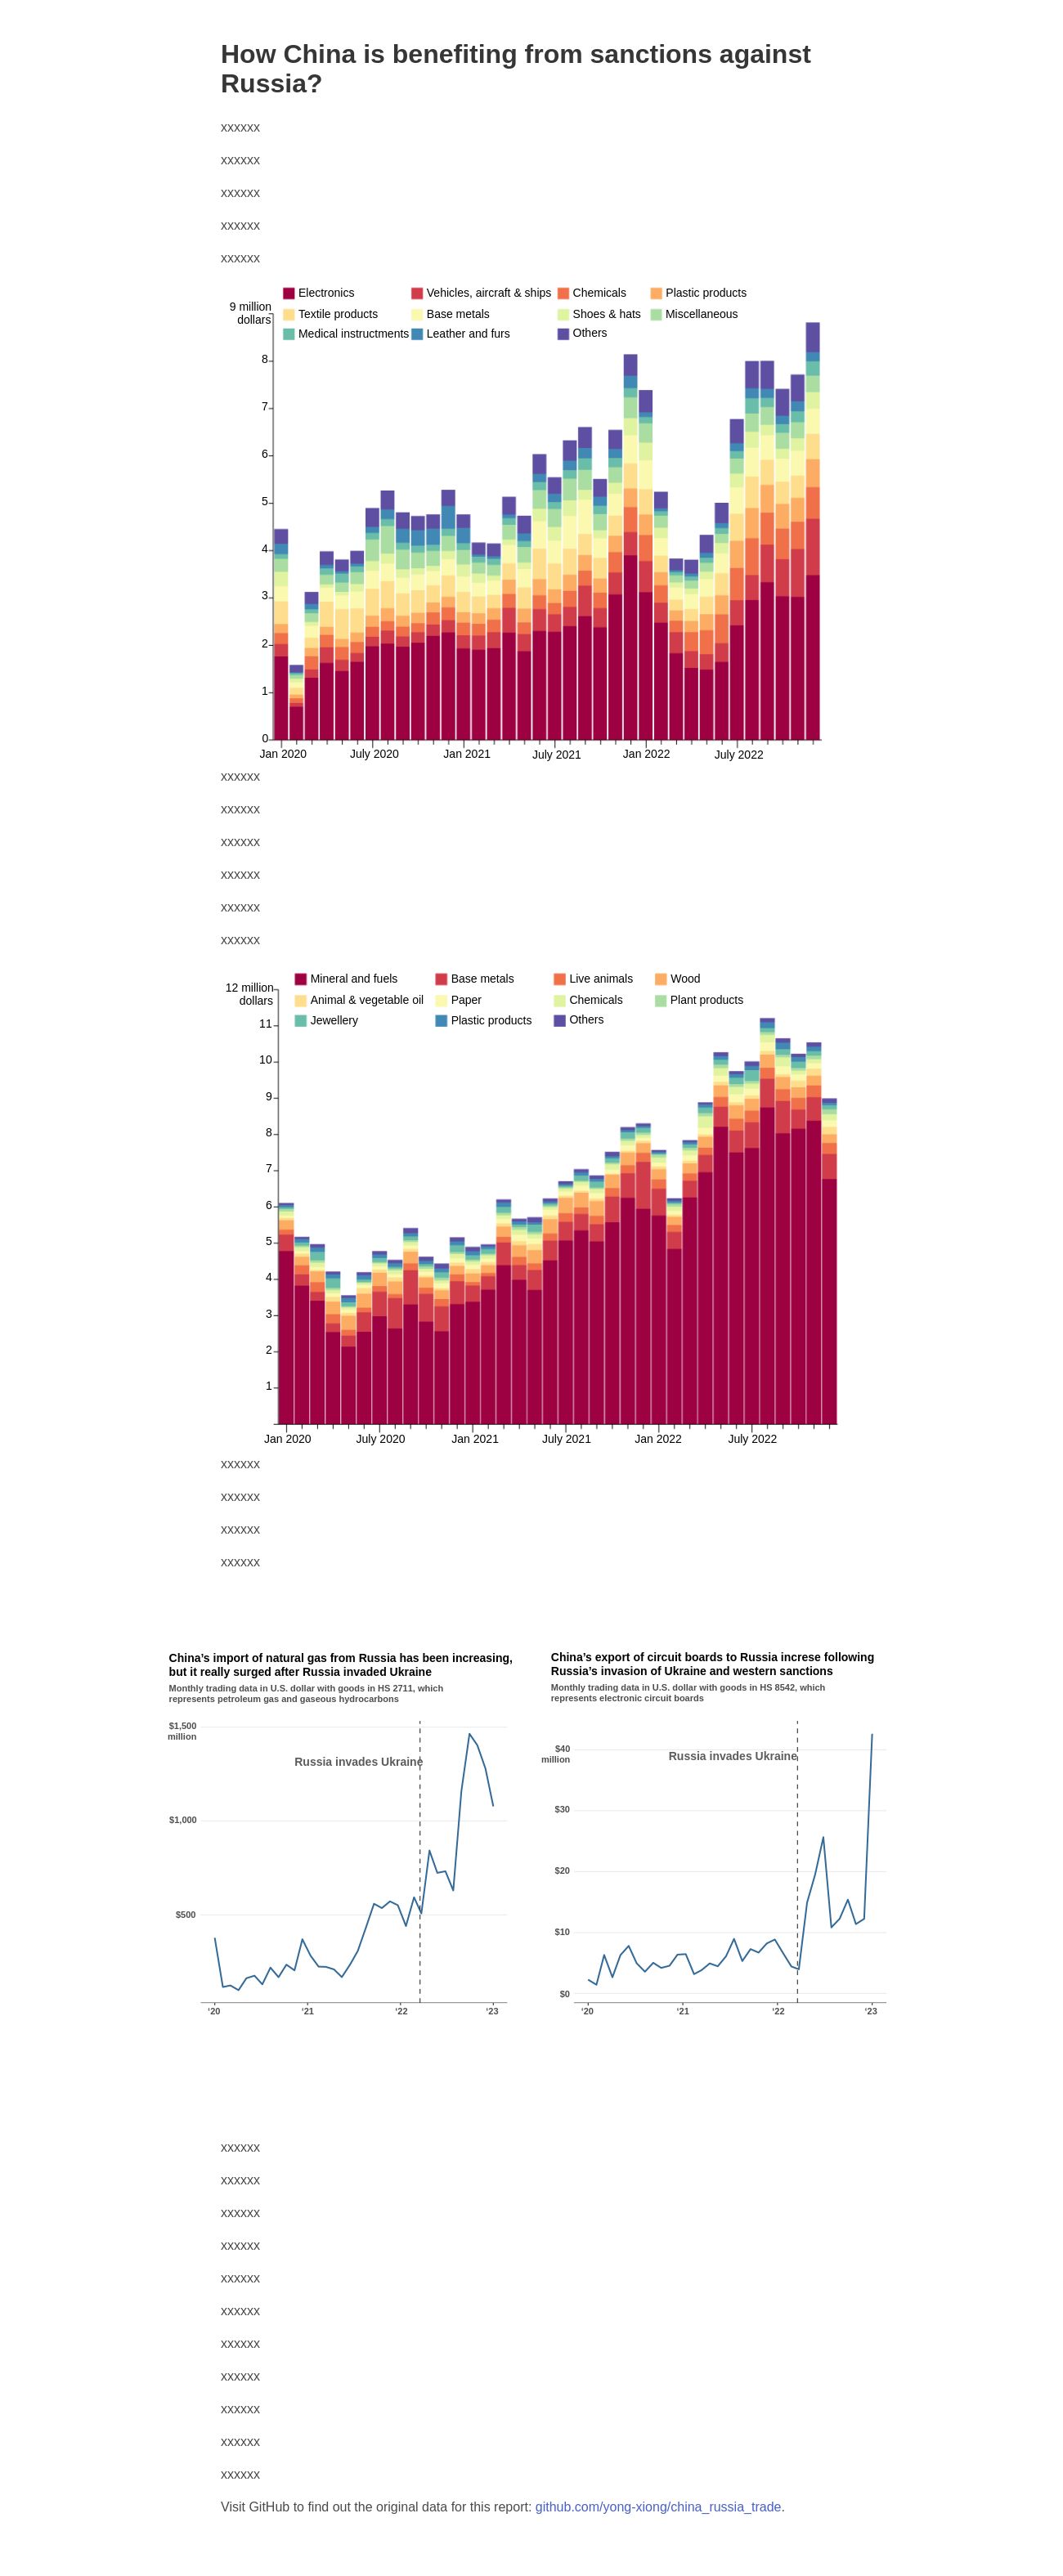 How China is benefiting from sanctions against
Russia?
xxxxxx
xxxxxx
xxxxxx
xxxxxx
xxxxxx
Electronics Vehicles, aircraft & ships Chemicals Plastic products
9 million
dollars
Textile products Base metals Shoes & hats Miscellaneous
Medical instructments Leather and furs Others
8
7
6
5
4
3
2
1
0
Jan 2020 July 2020 Jan 2021 July 2021 Jan 2022 July 2022
xxxxxx
xxxxxx
xxxxxx
xxxxxx
xxxxxx
xxxxxx
Mineral and fuels Base metals Live animals Wood
12 million
dollars
Animal & vegetable oil Paper Chemicals Plant products
Jewellery Plastic products Others
11
10
9
8
7
6
5
4
3
2
1
Jan 2020 July 2020 Jan 2021 July 2021 Jan 2022 July 2022
xxxxxx
xxxxxx
xxxxxx
xxxxxx
China’s import of natural gas from Russia has been increasing,
but it really surged after Russia invaded Ukraine
Monthly trading data in U.S. dollar with goods in HS 2711, which
represents petroleum gas and gaseous hydrocarbons
$1,500
million
Russia invades Ukraine
$1,000
$500
'20 '21 '22 '23
China’s export of circuit boards to Russia increse following
Russia’s invasion of Ukraine and western sanctions
Monthly trading data in U.S. dollar with goods in HS 8542, which
represents electronic circuit boards
$40
million
Russia invades Ukraine
$30
$20
$10
$0
'20 '21 '22 '23
xxxxxx
xxxxxx
xxxxxx
xxxxxx
xxxxxx
xxxxxx
xxxxxx
xxxxxx
xxxxxx
xxxxxx
xxxxxx
Visit GitHub to find out the original data for this report: github.com/yong-xiong/china_russia_trade.